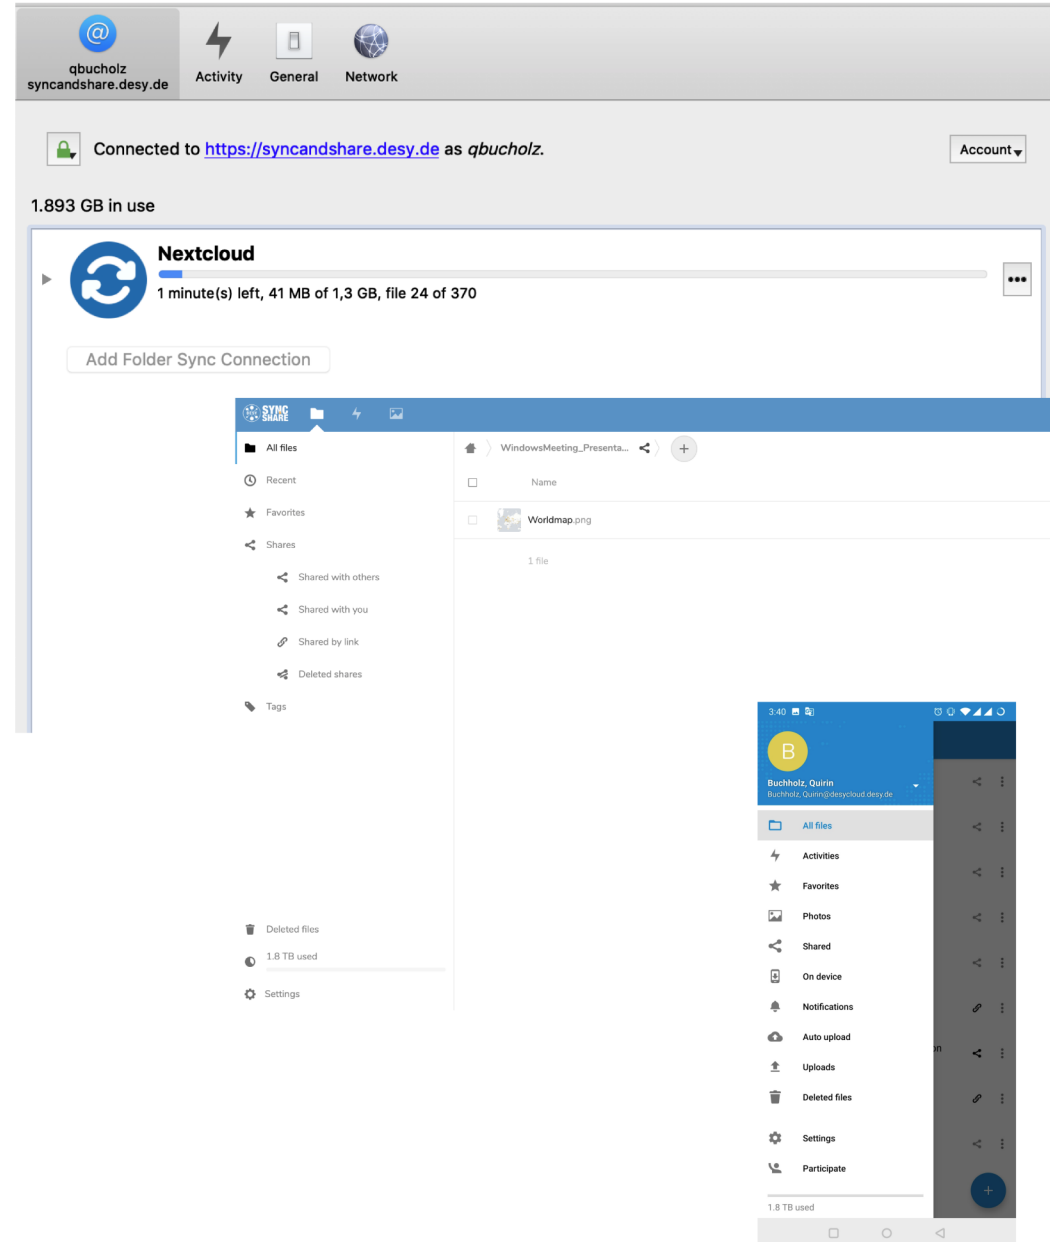 qbucholz
syncandshare.desy.de
Activity
General
Network
Connected to https://syncandshare.desy.de as qbucholz.
Account
1.893 GB in use
Nextcloud
1 minute(s) left, 41 MB of 1,3 GB, file 24 of 370
Add Folder Sync Connection
SYNC
SHARE
All files
Recent
Favorites
Shares
Shared with others
Shared with you
Shared by link
Deleted shares
Tags
Deleted files
1.8 TB used
Settings
WindowsMeeting_Presenta...
Name
Worldmap.png
1 file
3:40
B
Buchholz, Quirin
Buchholz, Quirin@desycloud.desy.de
All files
Activities
Favorites
Photos
Shared
On device
Notifications
Auto upload
Uploads
Deleted files
Settings
Participate
1.8 TB used
on